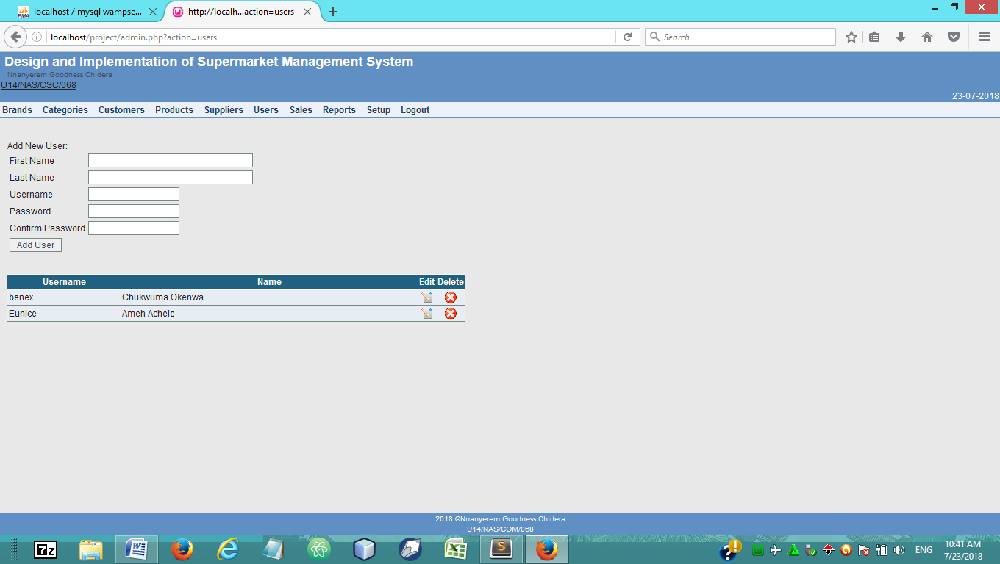 localhost / mysql wampse...
http://localh...action=users
localhost/project/admin.php?action=users
Search
Design and Implementation of Supermarket Management System
Nnanyerem Goodness Chidera
U14/NAS/CSC/068
23-07-2018
Brands Categories Customers Products Suppliers Users Sales Reports Setup Logout
Add New User:
First Name
Last Name
Username
Password
Confirm Password
Add User
Username Name Edit Delete
benex Chukwuma Okenwa
Eunice Ameh Achele
2018 ©Nnanyerem Goodness Chidera
U14/NAS/COM/068
ENG
10:41 AM
7/23/2018